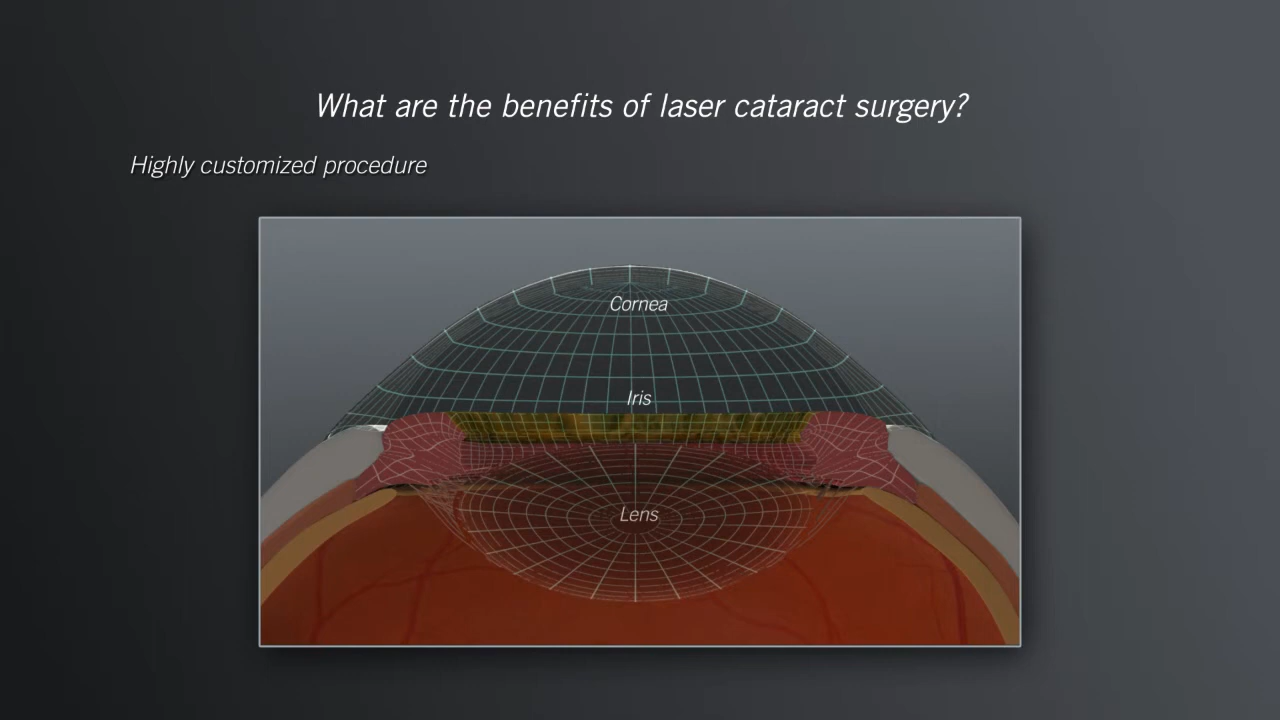 What are the benefits of laser cataract surgery?
Highly customized procedure
Cornea
Iris
Lens